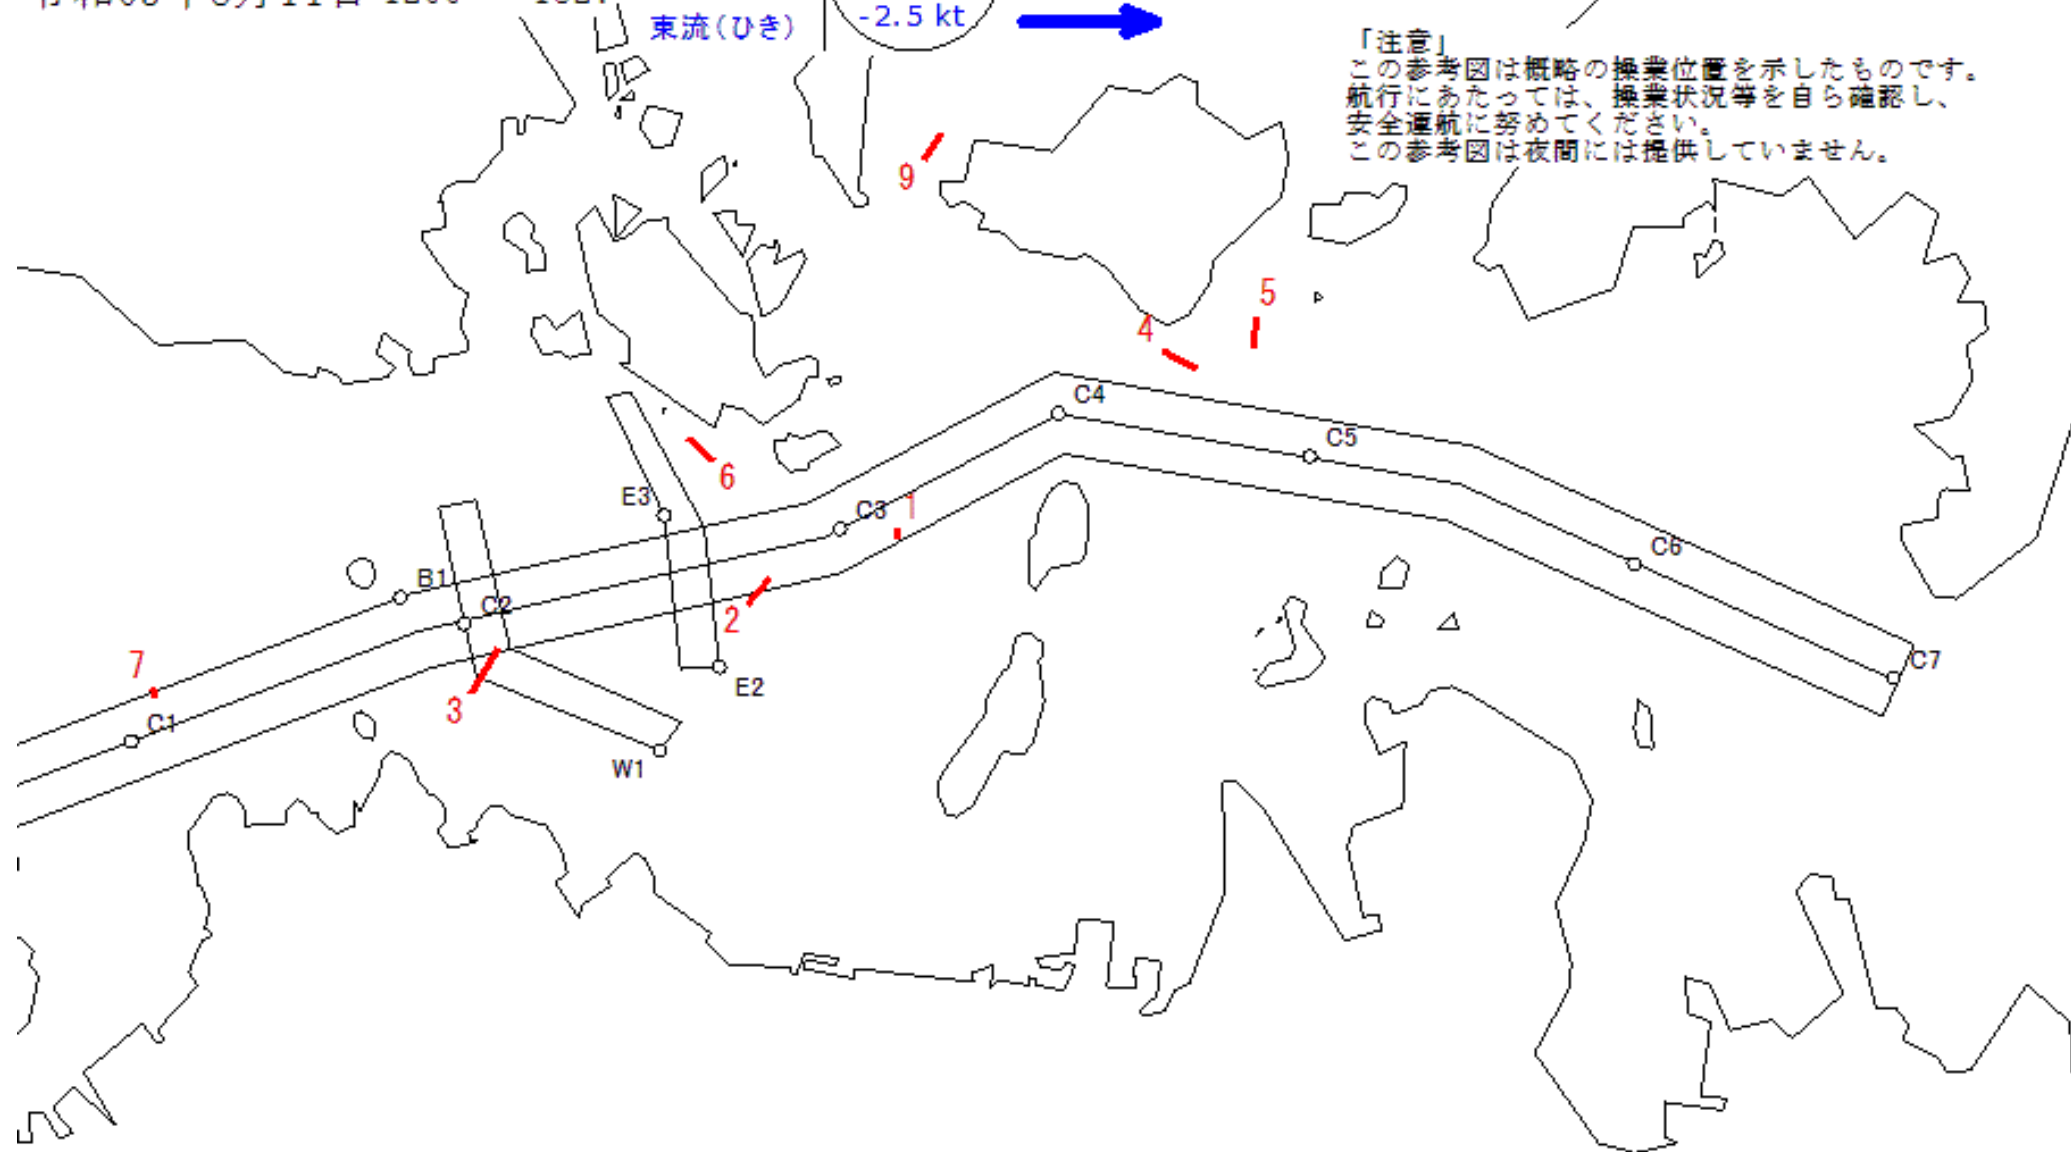 東流(ひき)
-2.5 kt
「注意」
この参考図は概略の操業位置を示したものです。
航行にあたっては、操業状況等を自ら確認し、
安全運航に努めてください。
この参考図は夜間には提供していません。
9
5
4
C4
C5
6
E3
C3
1
C6
B1
C2
2
7
C7
E2
3
C1
W1